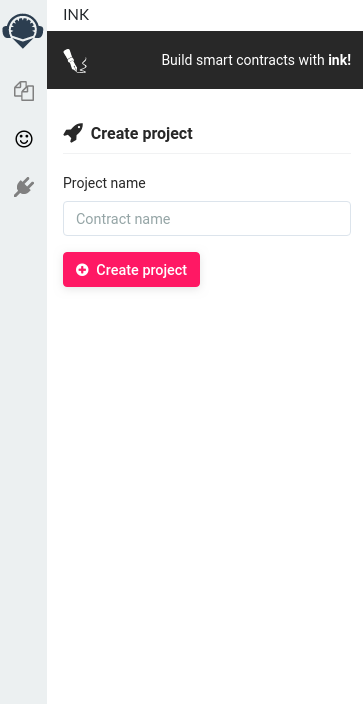 INK
Build smart contracts with ink!
Create project
Project name
Contract name
Create project